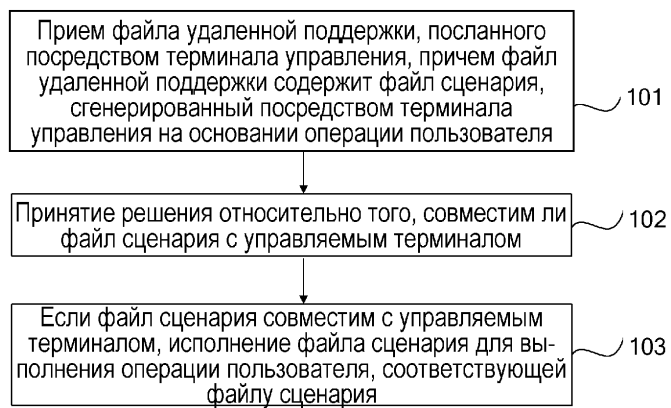 Прием файла удаленной поддержки, посланного
посредством терминала управления, причем файл
удаленной поддержки содержит файл сценария,
сгенерированный посредством терминала
управления на основании операции пользователя
101
Принятие решения относительно того, совместим ли
файл сценария с управляемым терминалом
102
Если файл сценария совместим с управляемым
терминалом, исполнение файла сценария для вы-
полнения операции пользователя, соответствующей
файлу сценария
103